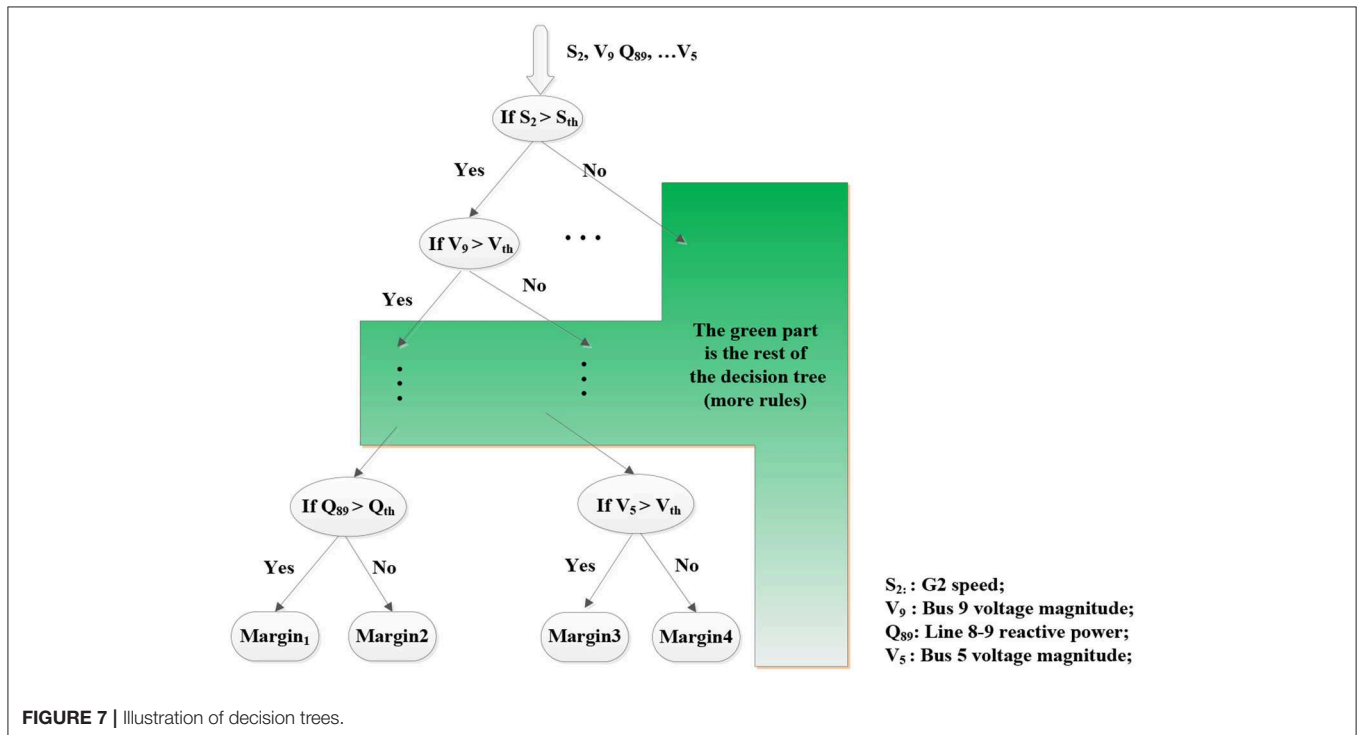 S₂, V₉ Q₈₉, ...V₅
If S₂ > Sₜₕ
Yes
No
If V₉ > Vₜₕ
...
Yes
No
The green part
is the rest of
the decision tree
(more rules)
If Q₈₉ > Qₜₕ
If V₅ > Vₜₕ
Yes
No
Yes
No
Margin₁
Margin2
Margin3
Margin4
S₂: : G2 speed;
V₉ : Bus 9 voltage magnitude;
Q₈₉: Line 8-9 reactive power;
V₅ : Bus 5 voltage magnitude;
FIGURE 7 | Illustration of decision trees.